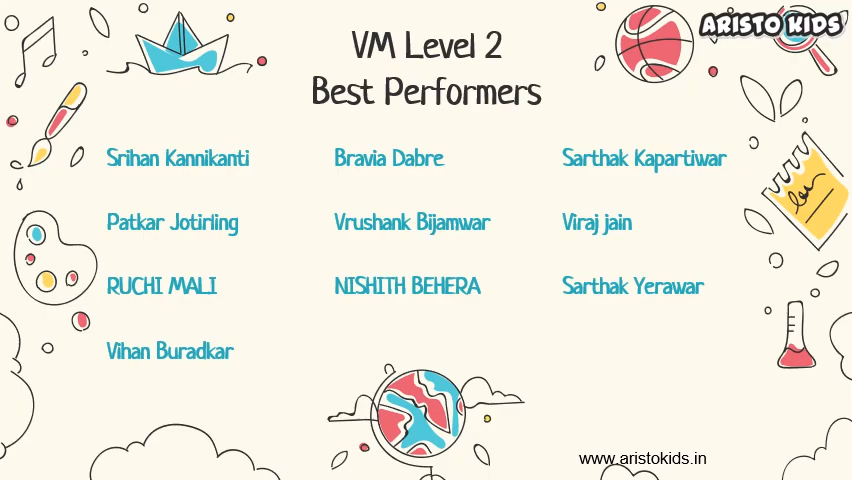 ARISTO KIDS
VM Level 2
Best Performers
Srihan Kannikanti
Bravia Dabre
Sarthak Kapartiwar
Patkar Jotirling
Vrushank Bijamwar
Viraj jain
RUCHI MALI
NISHITH BEHERA
Sarthak Yerawar
Vihan Buradkar
www.aristokids.in